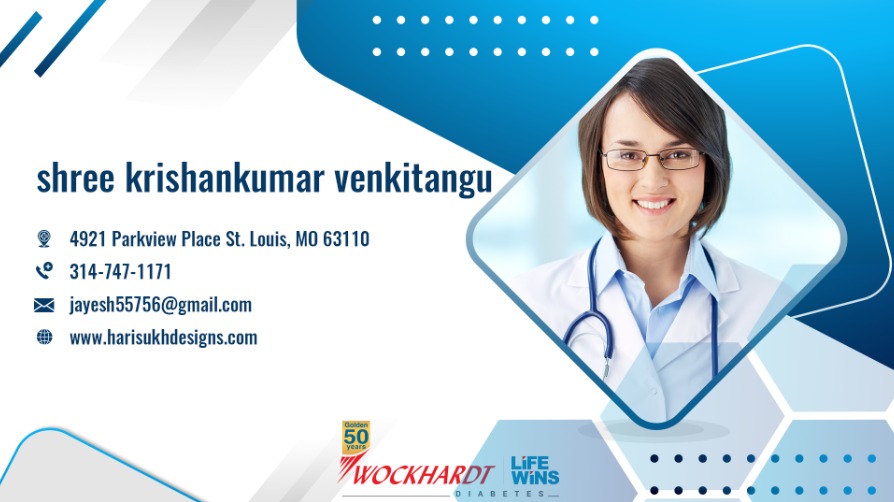 shree krishankumar venkitangu
4921 Parkview Place St. Louis, MO 63110
314-747-1171
jayesh55756@gmail.com
www.harisukhdesigns.com
Golden
50
years
WOCKHARDT
LiFE
WiNS
DIABETES